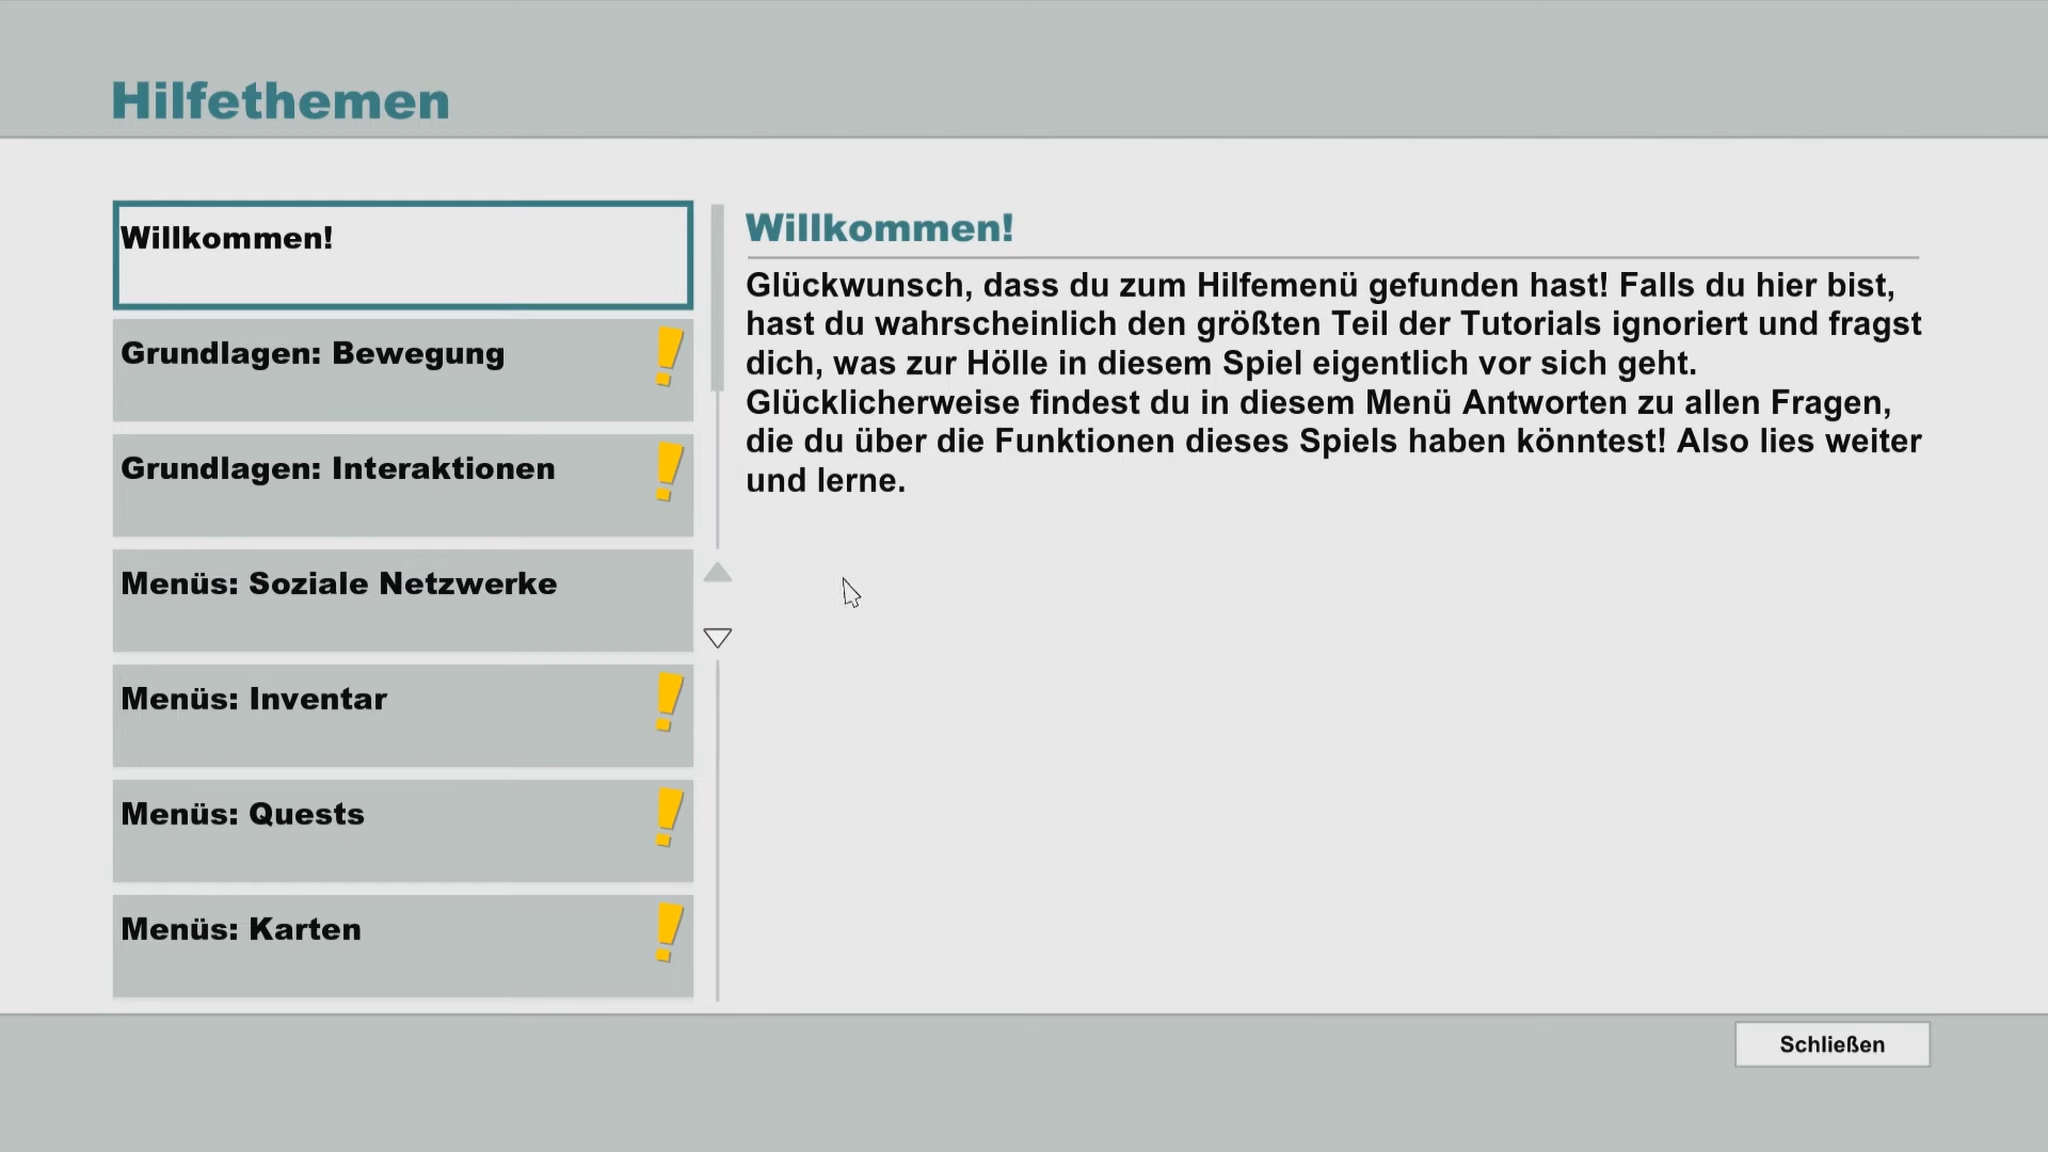 Hilfethemen
Willkommen!
Grundlagen: Bewegung
Grundlagen: Interaktionen
Menüs: Soziale Netzwerke
Menüs: Inventar
Menüs: Quests
Menüs: Karten
Willkommen!
Glückwunsch, dass du zum Hilfemenü gefunden hast! Falls du hier bist,
hast du wahrscheinlich den größten Teil der Tutorials ignoriert und fragst
dich, was zur Hölle in diesem Spiel eigentlich vor sich geht.
Glücklicherweise findest du in diesem Menü Antworten zu allen Fragen,
die du über die Funktionen dieses Spiels haben könntest! Also lies weiter
und lerne.
Schließen